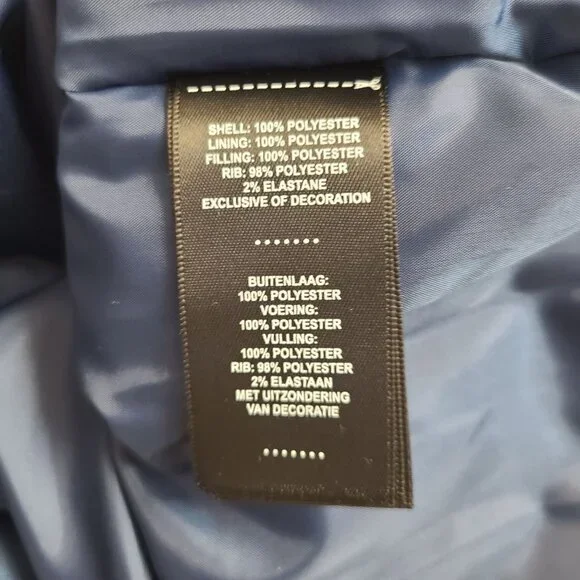 SHELL: 100% POLYESTER
LINING: 100% POLYESTER
FILLING: 100% POLYESTER
RIB: 98% POLYESTER
2% ELASTANE
EXCLUSIVE OF DECORATION
.......
BUITENLAAG:
100% POLYESTER
VOERING:
100% POLYESTER
VULLING:
100% POLYESTER
RIB: 98% POLYESTER
2% ELASTAAN
MET UITZONDERING
VAN DECORATIE
.......